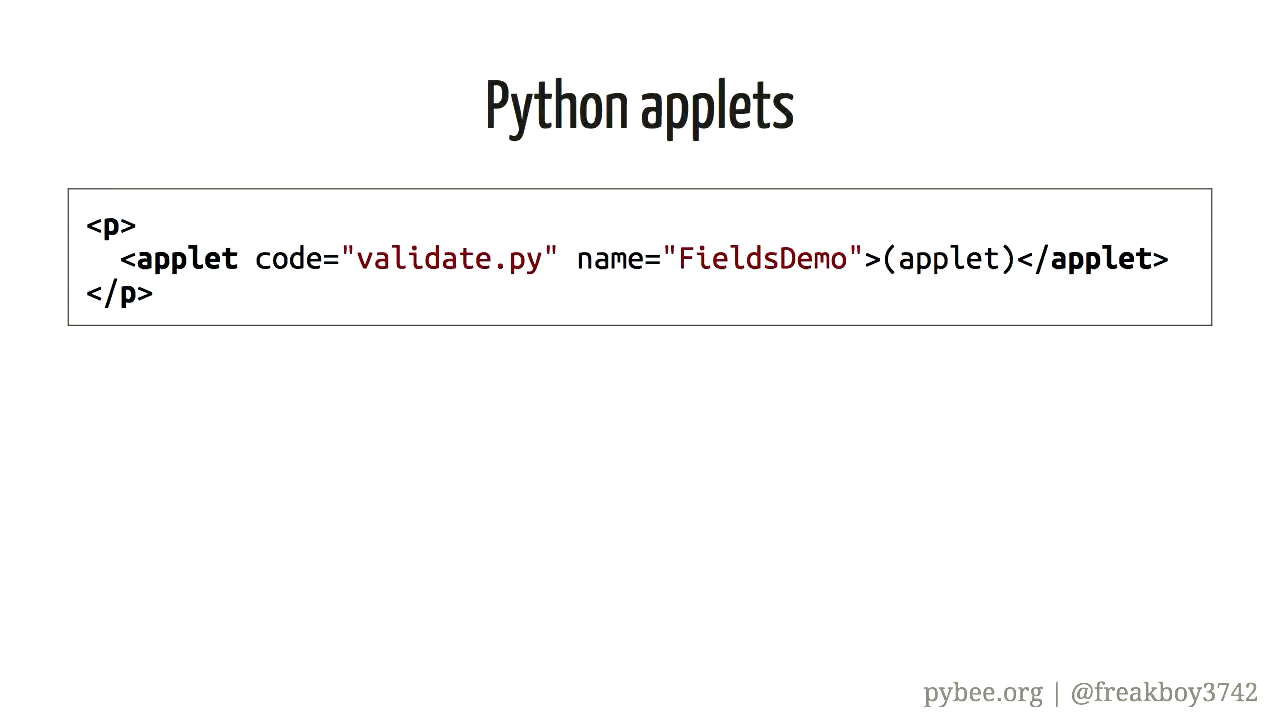 Python applets
<p>
  <applet code="validate.py" name="FieldsDemo">(applet)</applet>
</p>
pybee.org | @freakboy3742